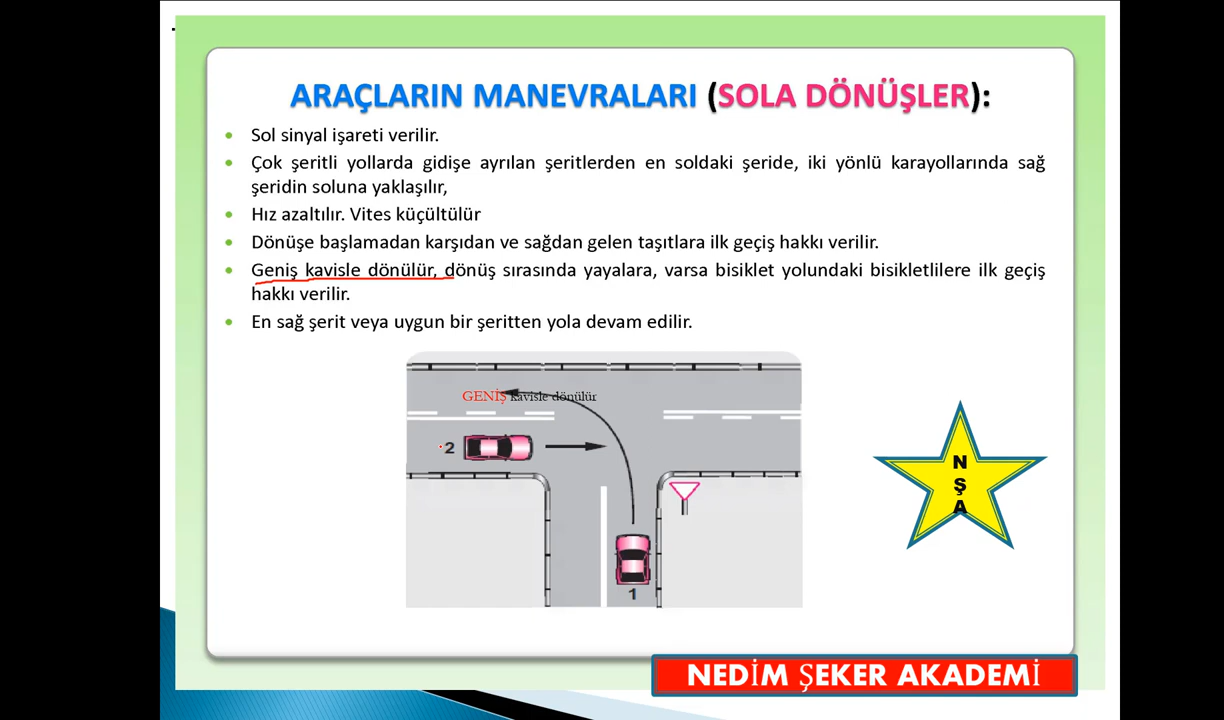 ARAÇLARIN MANEVRALARI (SOLA DÖNÜŞLER):
• Sol sinyal işareti verilir.
• Çok şeritli yollarda gidişe ayrılan şeritlerden en soldaki şeride, iki yönlü karayollarında sağ
şeridin soluna yaklaşılır,
• Hız azaltılır. Vites küçültülür
• Dönüşe başlamadan karşıdan ve sağdan gelen taşıtlara ilk geçiş hakkı verilir.
• Geniş kavisle dönülür, dönüş sırasında yayalara, varsa bisiklet yolundaki bisikletlilere ilk geçiş
hakkı verilir.
• En sağ şerit veya uygun bir şeritten yola devam edilir.
GENİŞ kavisle dönülür
2
1
N
Ş
A
NEDİM ŞEKER AKADEMİ